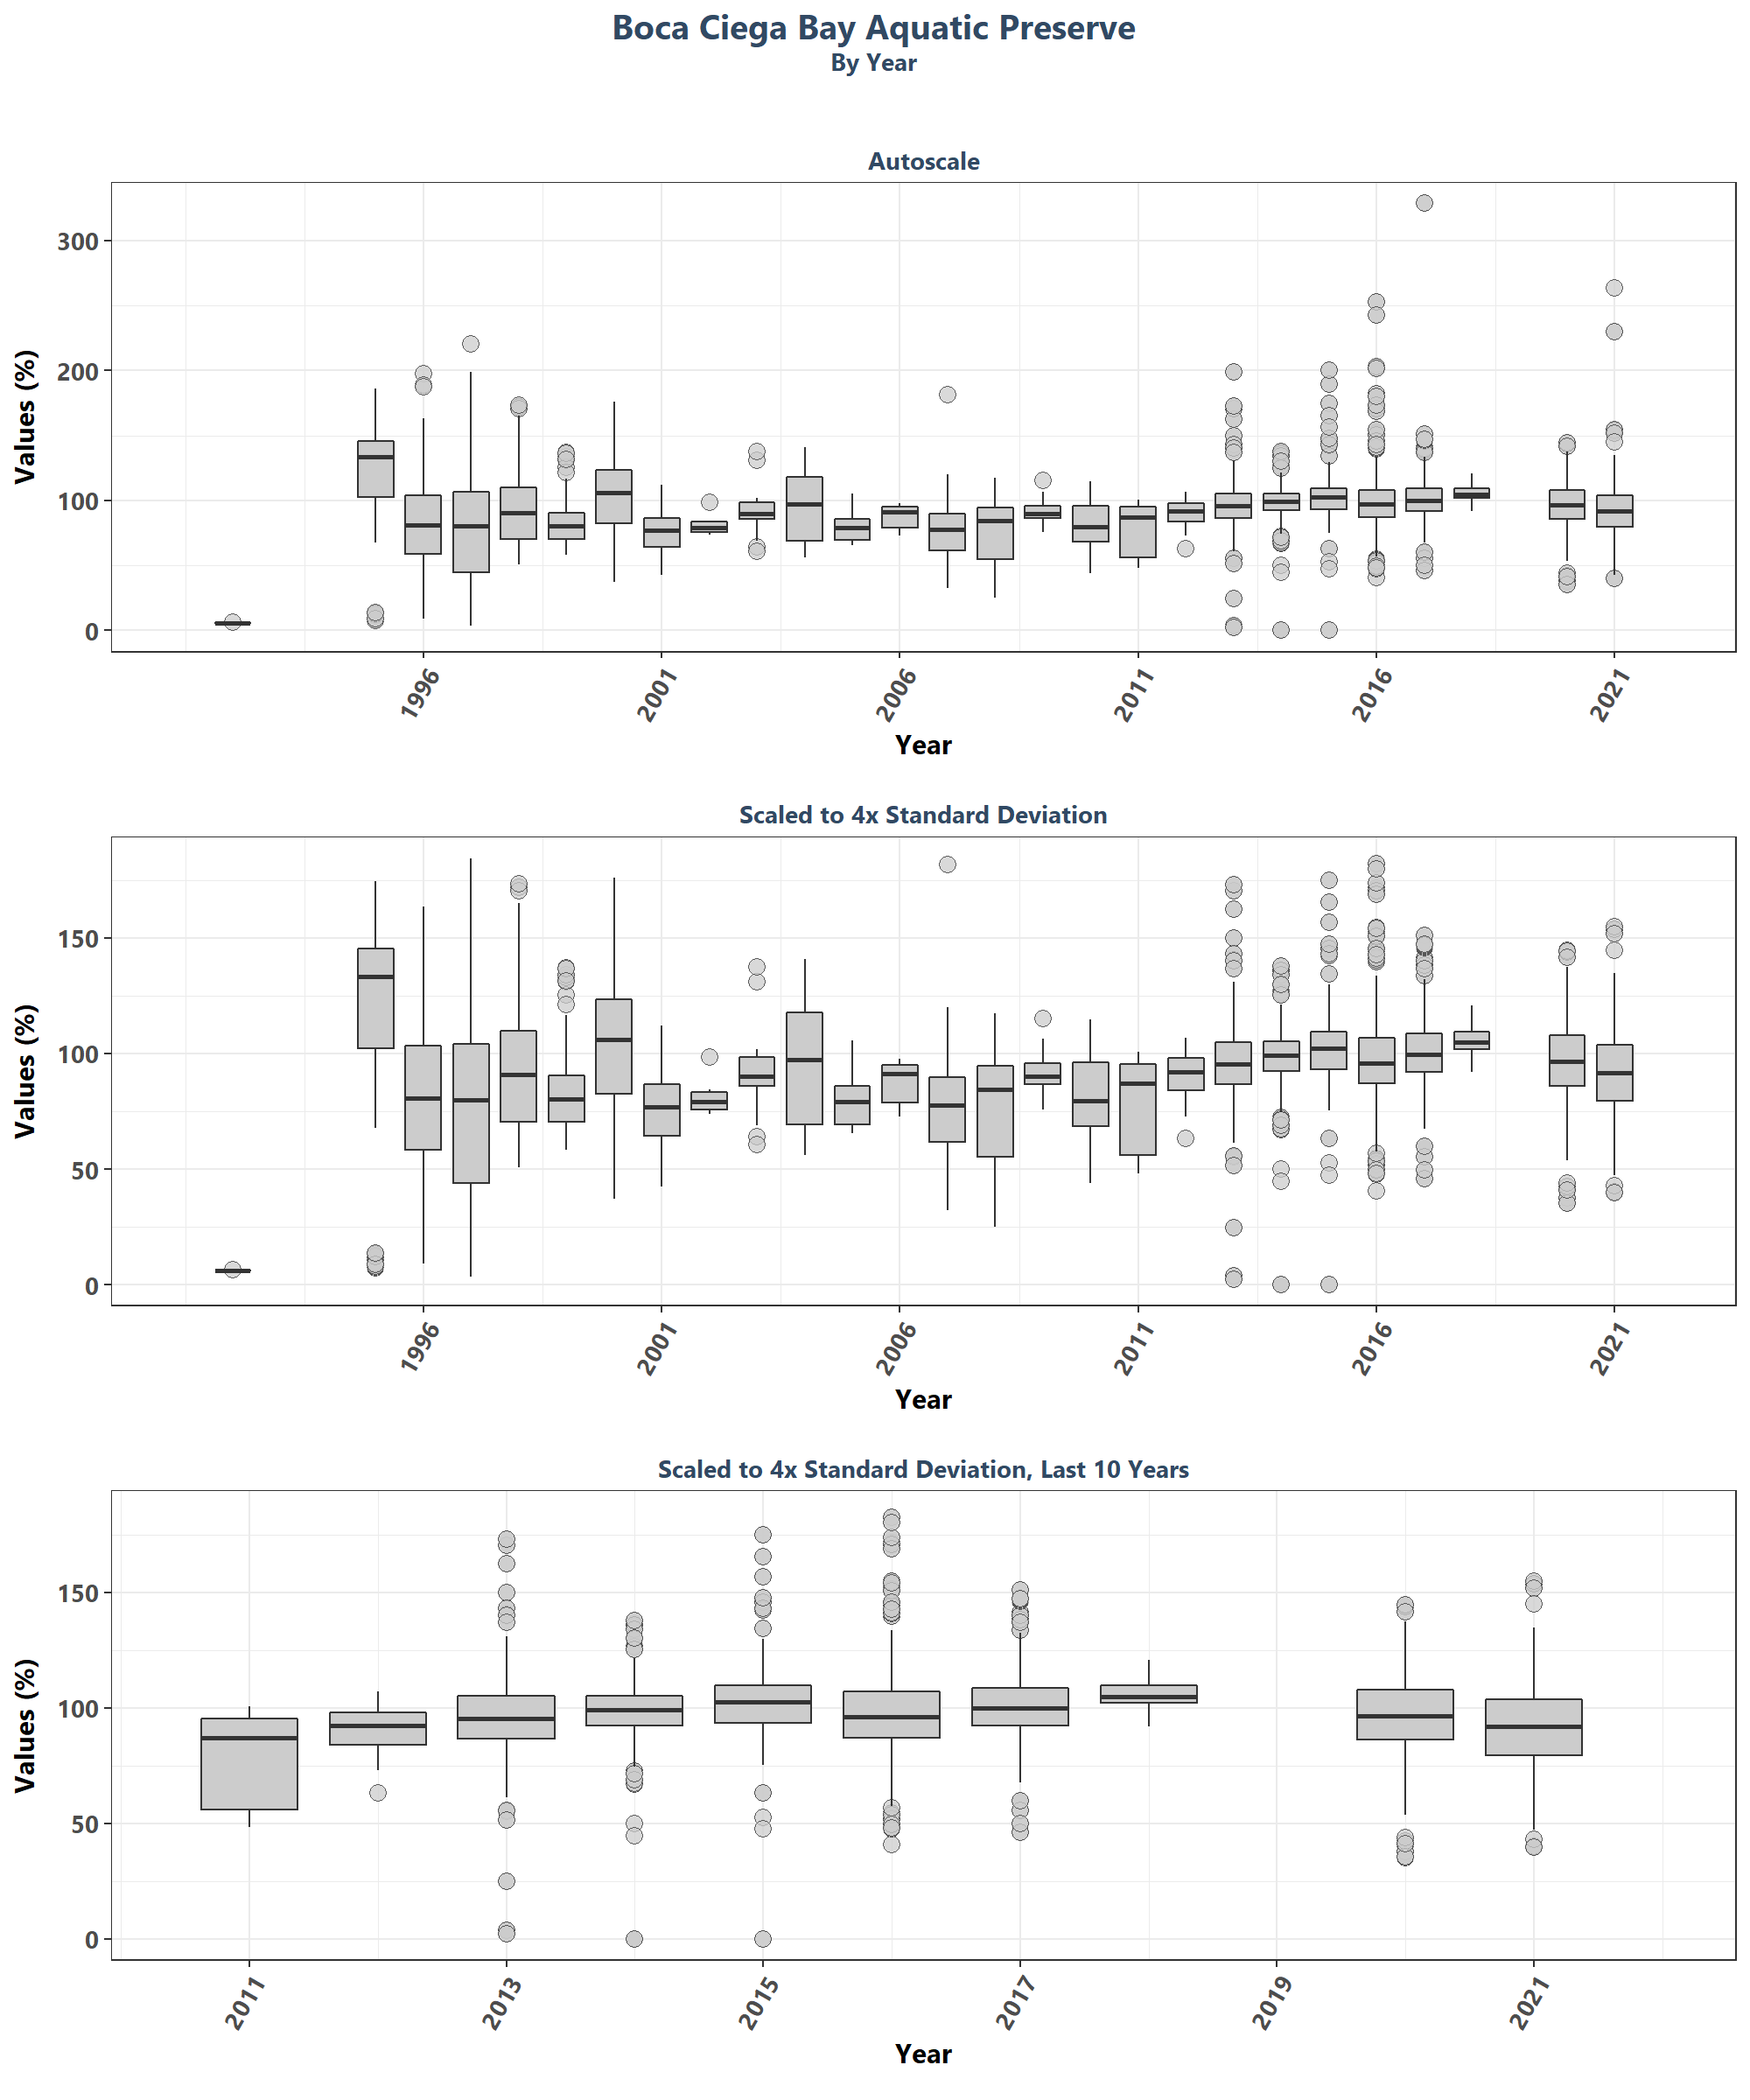 Boca Ciega Bay Aquatic Preserve
By Year
Autoscale
Values (%)
300
200
100
0
1996
2001
2006
2011
2016
2021
Year
Scaled to 4x Standard Deviation
Values (%)
150
100
50
0
1996
2001
2006
2011
2016
2021
Year
Scaled to 4x Standard Deviation, Last 10 Years
Values (%)
150
100
50
0
2011
2013
2015
2017
2019
2021
Year